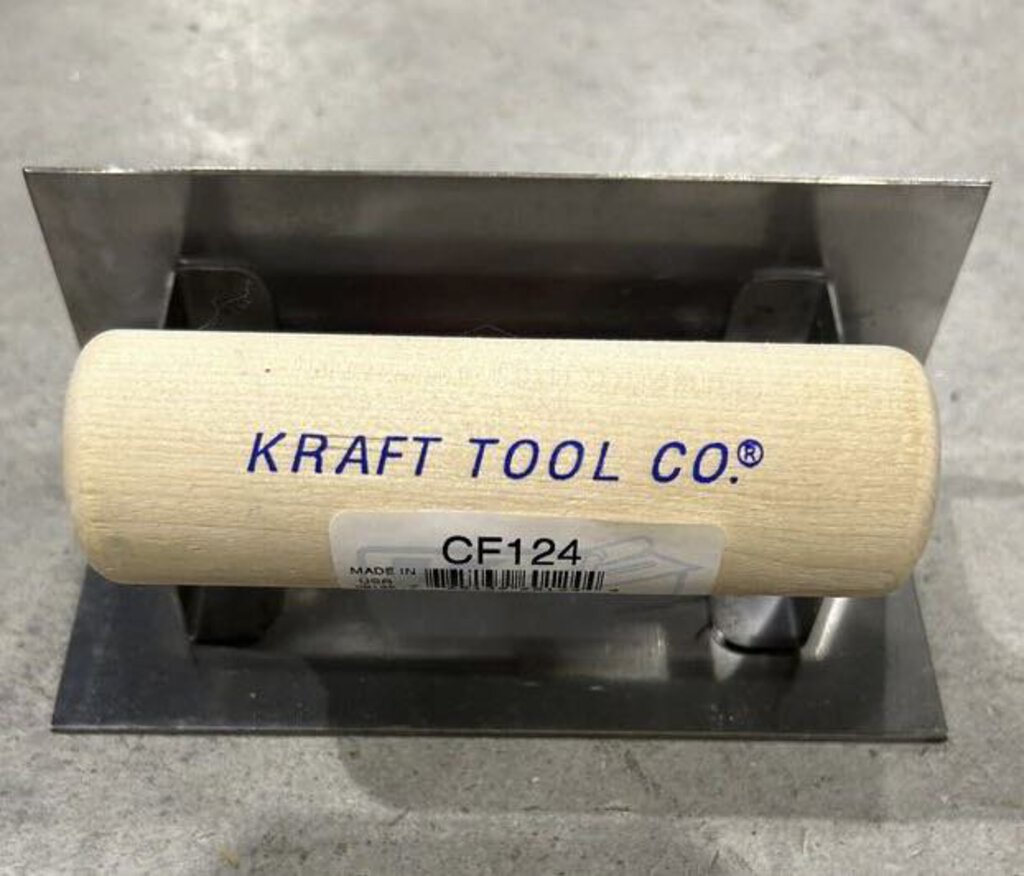 KRAFT TOOL CO.®
CF124
MADE IN
USA